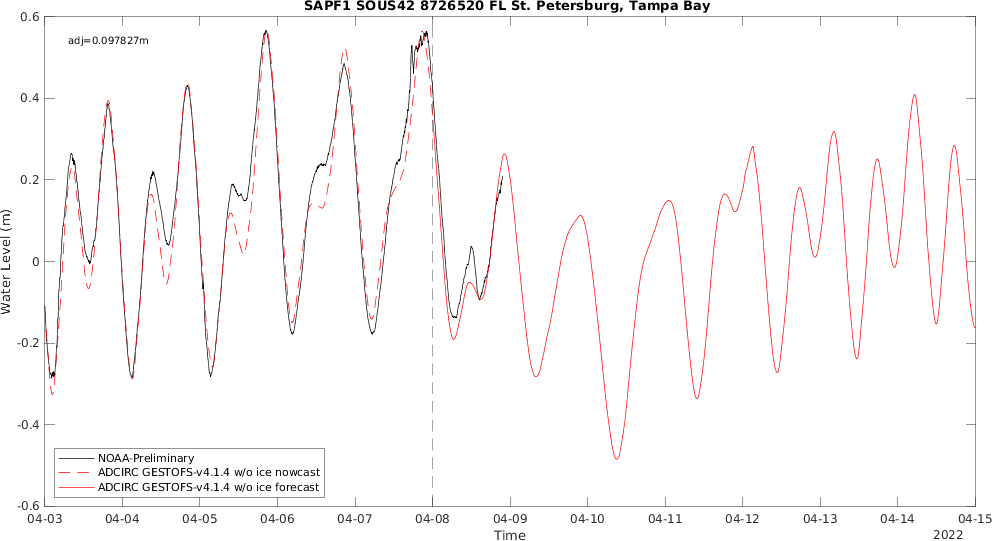 SAPF1 SOUS42 8726520 FL St. Petersburg, Tampa Bay
adj=0.097827m
0.6
0.4
0.2
0
-0.2
-0.4
-0.6
Water Level (m)
NOAA-Preliminary
ADCIRC GESTOFS-v4.1.4 w/o ice nowcast
ADCIRC GESTOFS-v4.1.4 w/o ice forecast
04-03 04-04 04-05 04-06 04-07 04-08 04-09 04-10 04-11 04-12 04-13 04-14 04-15
Time
2022